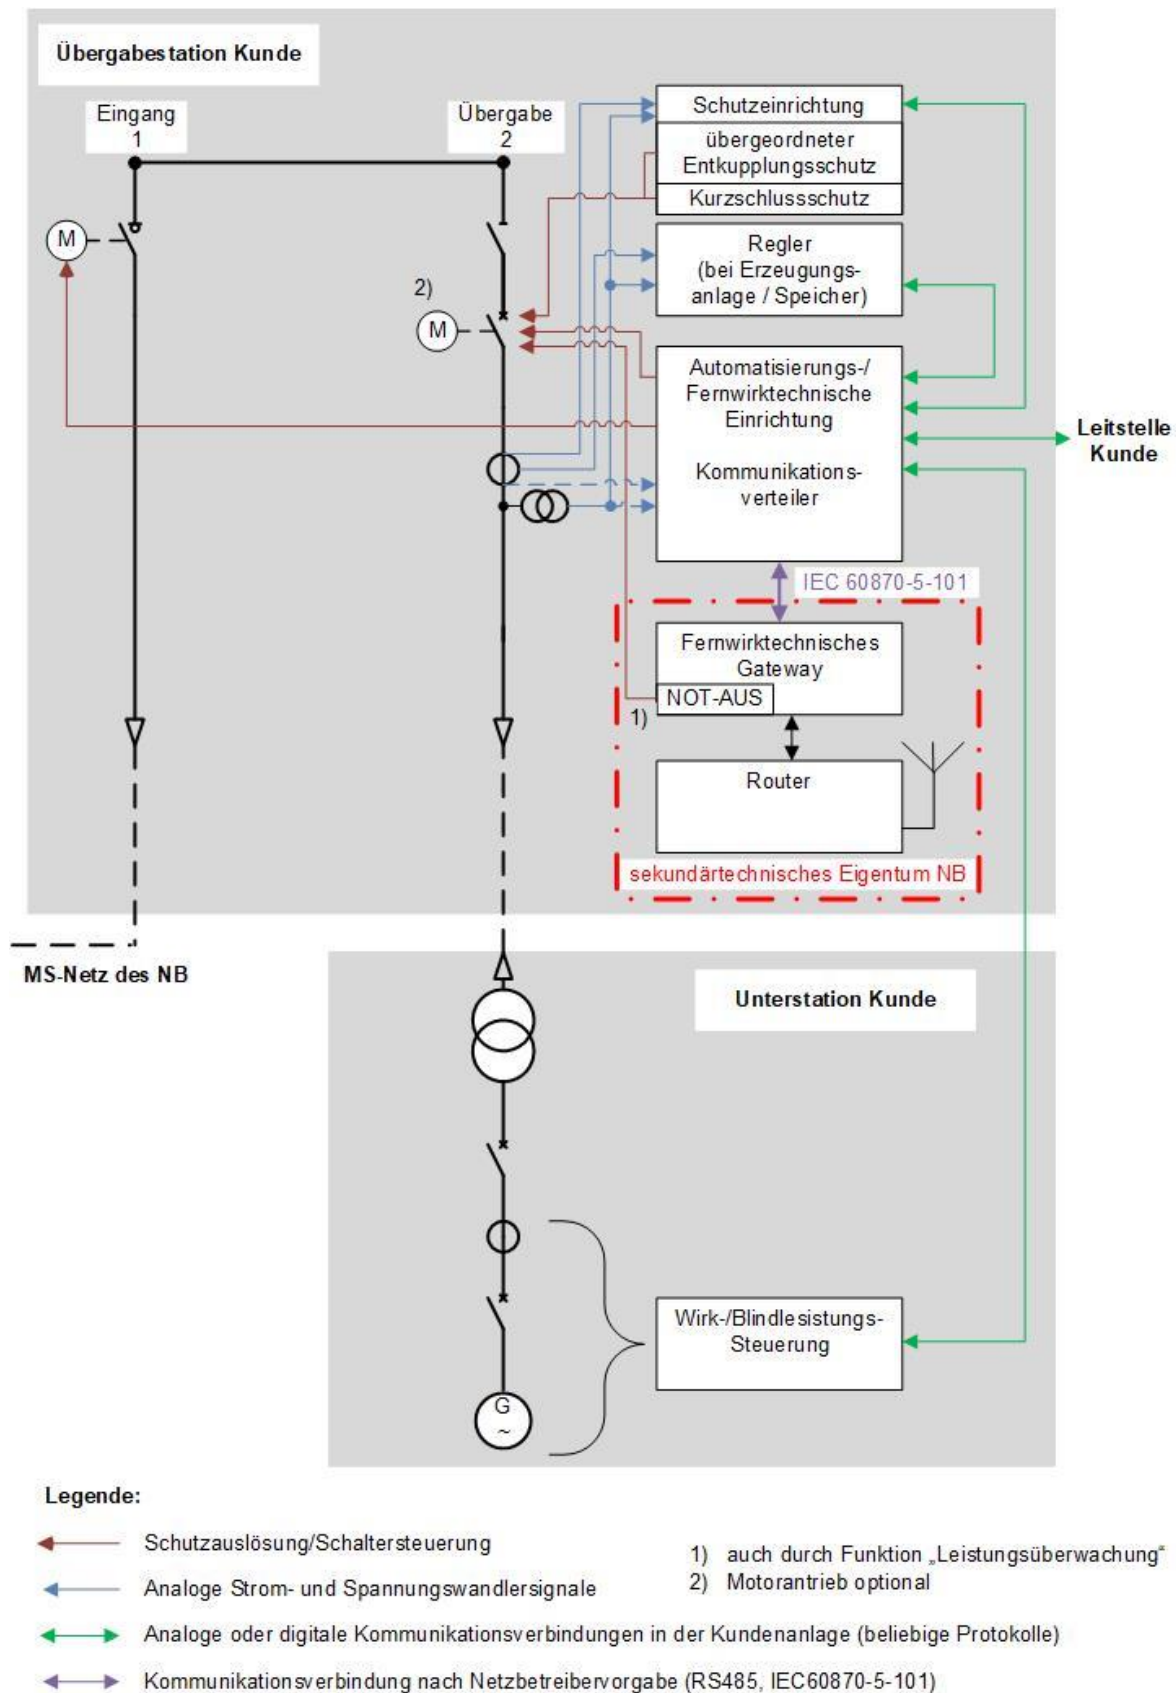 Übergabestation Kunde
Eingang
1
Übergabe
2
Schutzeinrichtung
übergeordneter
Entkupplungsschutz
Kurzschlussschutz
M
Regler
(bei Erzeugungs-
anlage / Speicher)
2)
M
Automatisierungs-/
Fernwirktechnische
Einrichtung
Kommunikations-
verteiler
Leitstelle
Kunde
IEC 60870-5-101
Fernwirktechnisches
Gateway
NOT-AUS
1)
Router
sekundärtechnisches Eigentum NB
MS-Netz des NB
Unterstation Kunde
Wirk-/Blindlesistungs-
Steuerung
G
~
Legende:
Schutzauslösung/Schaltersteuerung
1) auch durch Funktion „Leistungsüberwachung“
Analoge Strom- und Spannungswandlersignale
2) Motorantrieb optional
Analoge oder digitale Kommunikationsverbindungen in der Kundenanlage (beliebige Protokolle)
Kommunikationsverbindung nach Netzbetreibervorgabe (RS485, IEC60870-5-101)